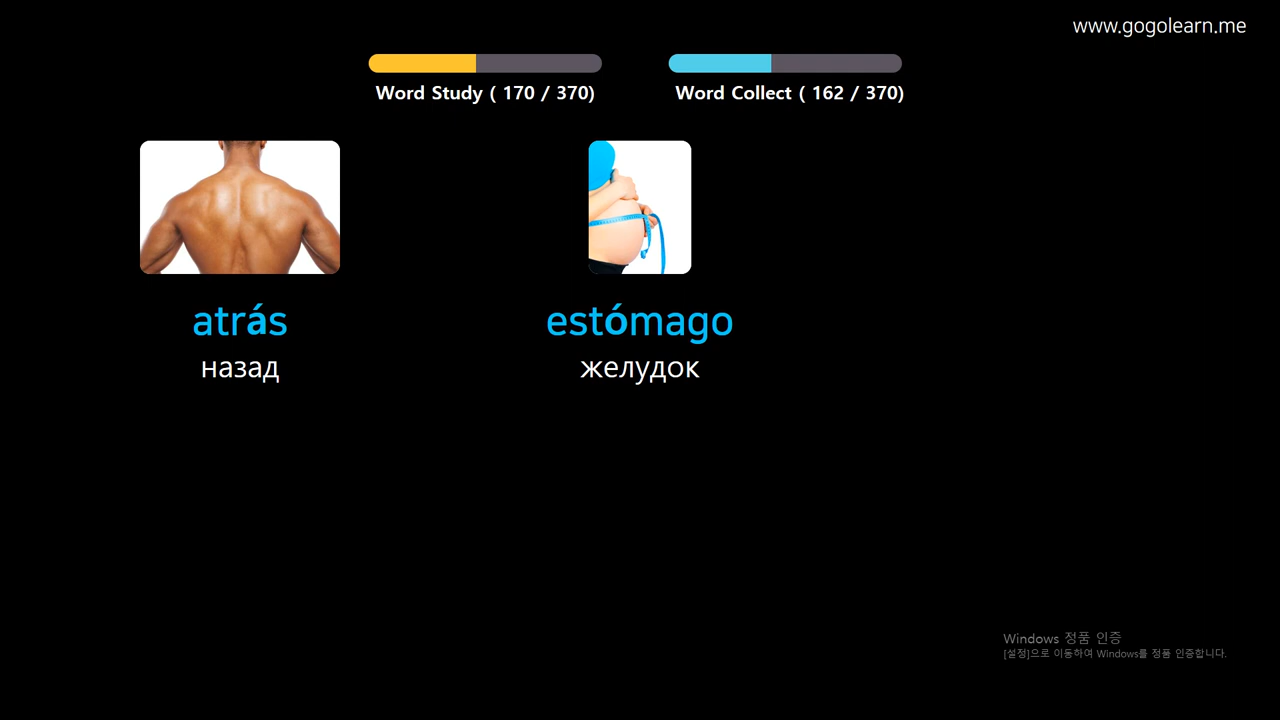 www.gogolearn.me
Word Study ( 170 / 370)
Word Collect ( 162 / 370)
atrás
estómago
назад
желудок
Windows 정품 인증
[설정]으로 이동하여 Windows를 정품 인증합니다.